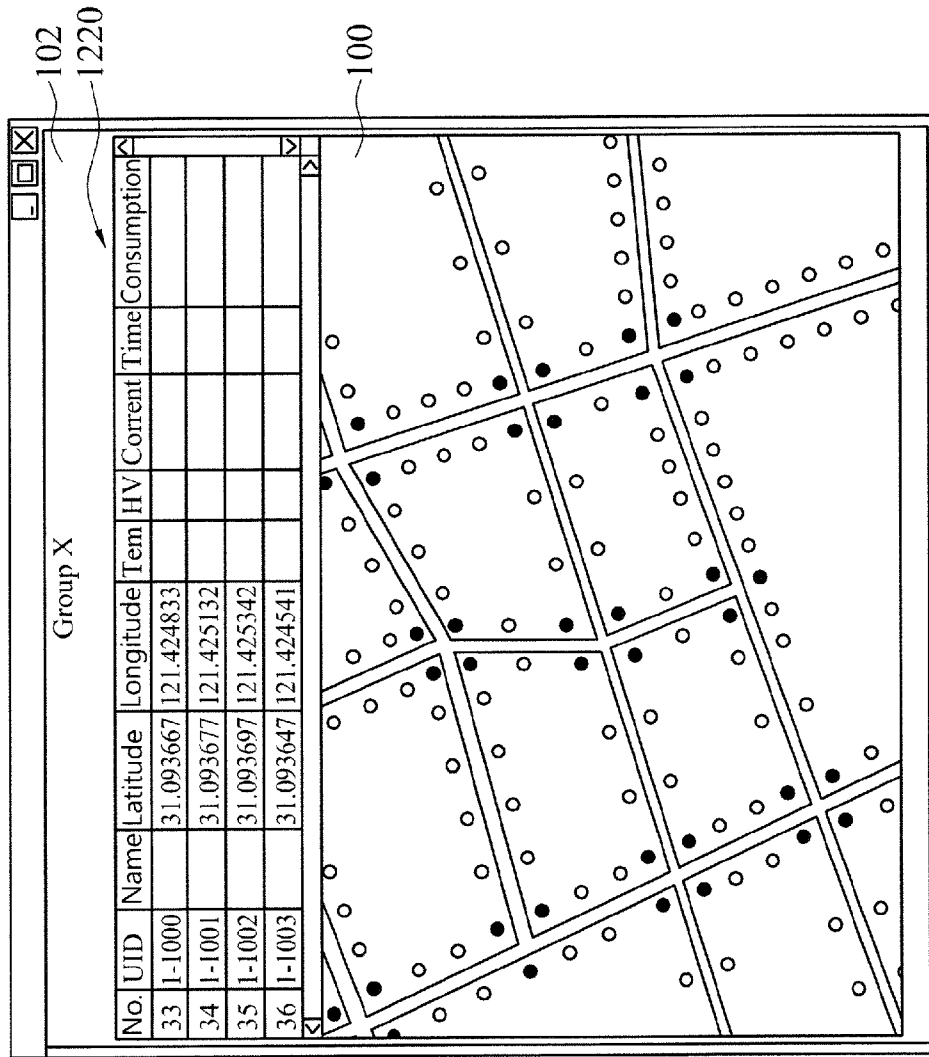 102
1220
100
Group X
No. UID Name Latitude Longitude Tem HV Corrent Time Consumption
33 1-1000 31.093667 121.424833
34 1-1001 31.093677 121.425132
35 1-1002 31.093697 121.425342
36 1-1003 31.093647 121.424541